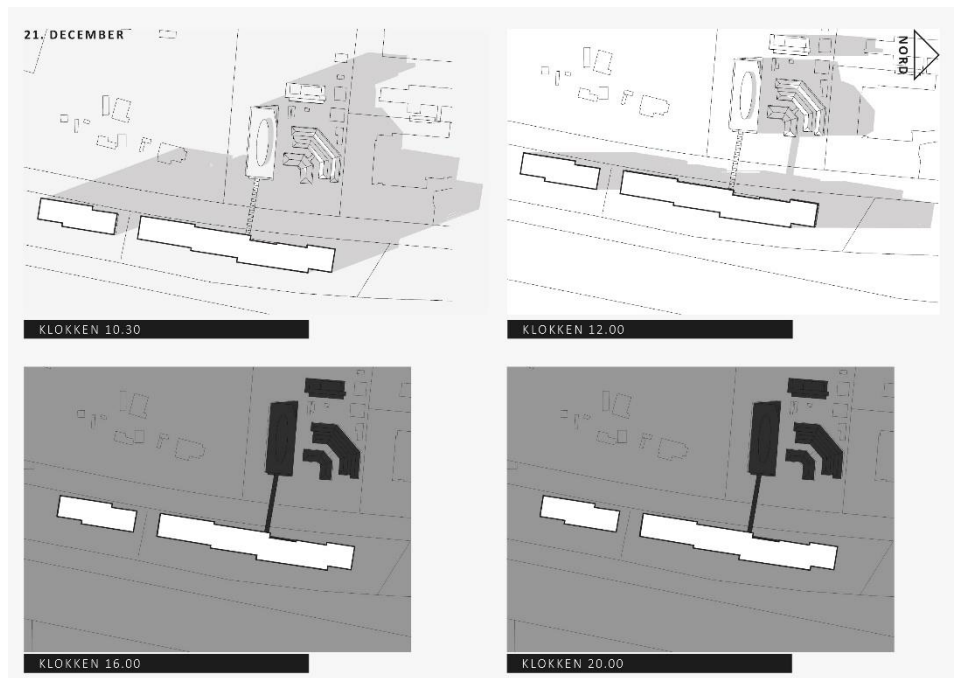 21. DECEMBER
NORD
KLOKKEN 10.30
KLOKKEN 12.00
KLOKKEN 16.00
KLOKKEN 20.00